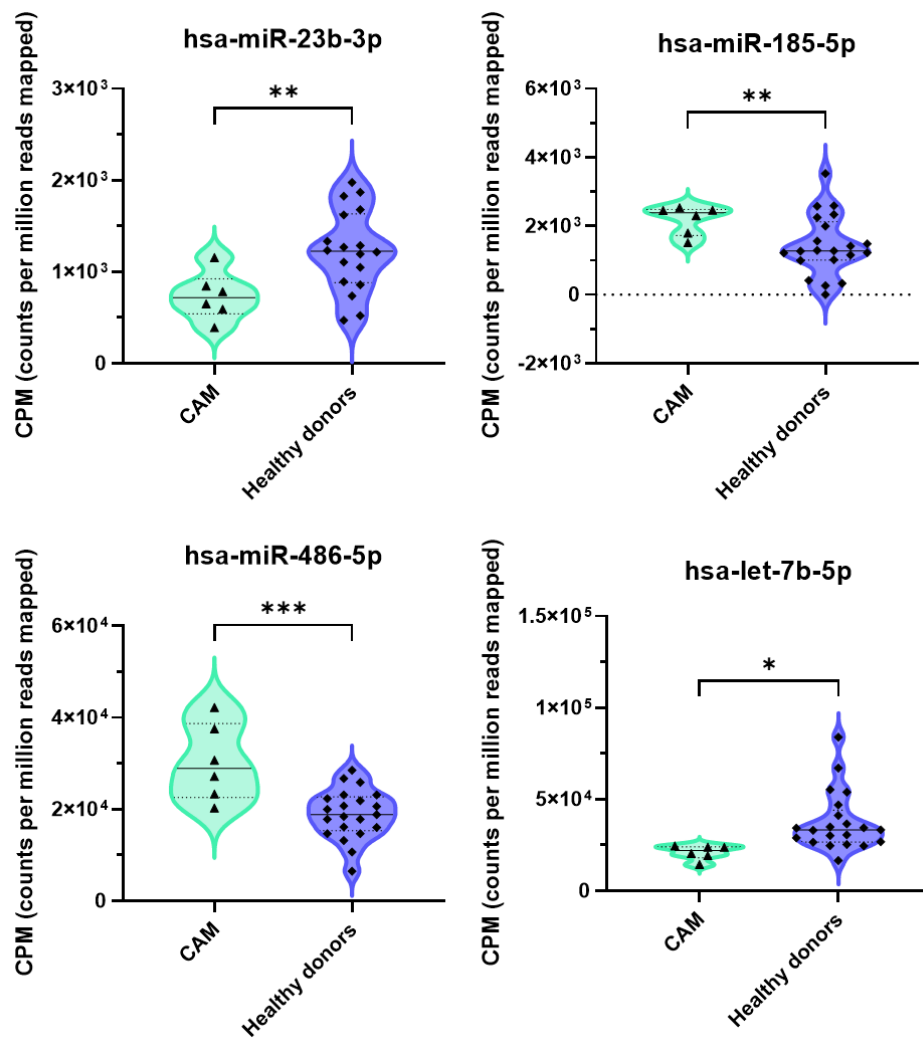 hsa-miR-23b-3p
CPM (counts per million reads mapped)
3×10³
2×10³
1×10³
0
**
CAM
Healthy donors
hsa-miR-185-5p
CPM (counts per million reads mapped)
6×10³
4×10³
2×10³
0
-2×10³
**
CAM
Healthy donors
hsa-miR-486-5p
CPM (counts per million reads mapped)
6×10⁴
4×10⁴
2×10⁴
0
***
CAM
Healthy donors
hsa-let-7b-5p
CPM (counts per million reads mapped)
1.5×10⁵
1×10⁵
5×10⁴
0
*
CAM
Healthy donors